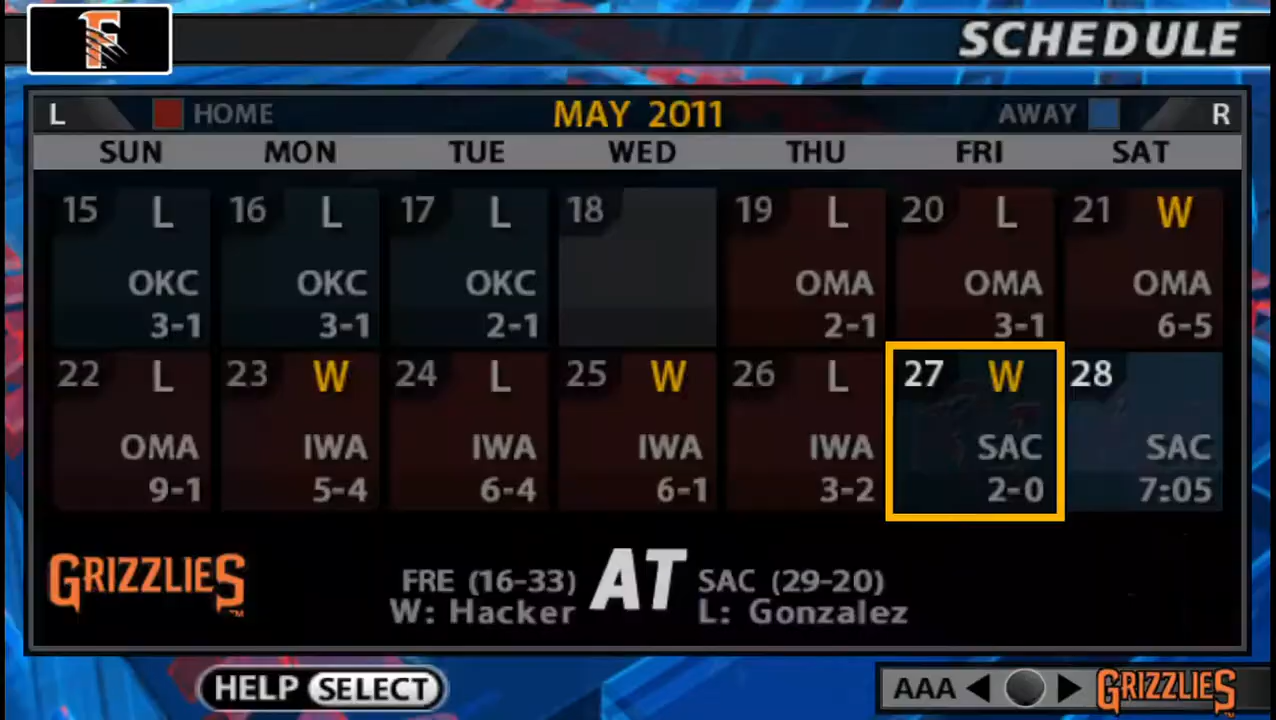 F
SCHEDULE
L HOME MAY 2011 AWAY R
SUN MON TUE WED THU FRI SAT
15 L 16 L 17 L 18 19 L 20 L 21 W
OKC OKC OKC OMA OMA OMA
3-1 3-1 2-1 2-1 3-1 6-5
22 L 23 W 24 L 25 W 26 L 27 W 28
OMA IWA IWA IWA IWA SAC SAC
9-1 5-4 6-4 6-1 3-2 2-0 7:05
GRIZZLIES™ FRE (16-33) AT SAC (29-20)
W: Hacker L: Gonzalez
HELP SELECT
AAA GRIZZLIES